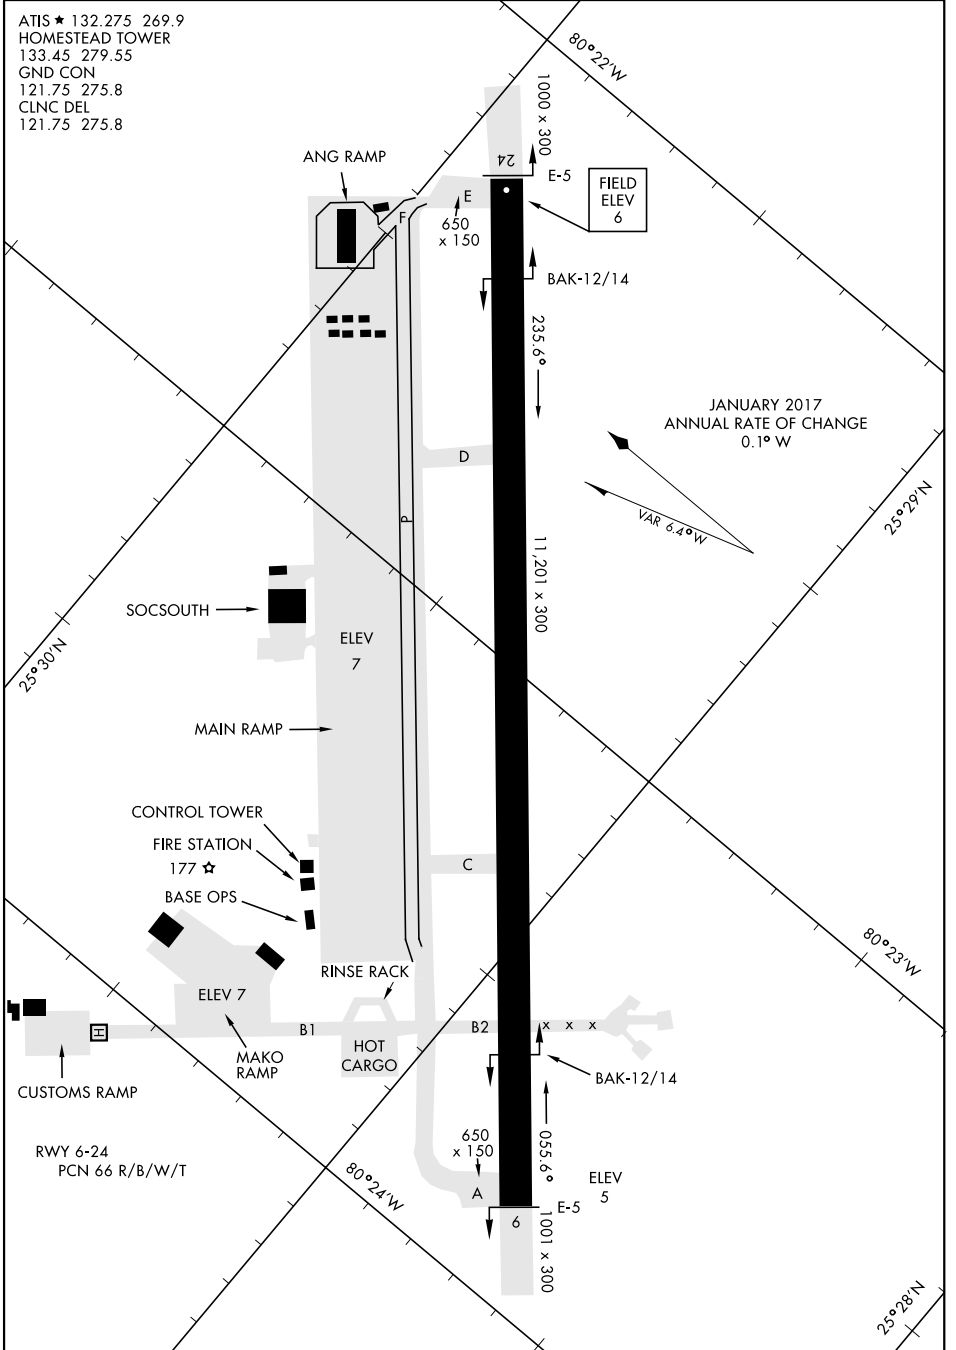 ATIS ★ 132.275 269.9
HOMESTEAD TOWER
133.45 279.55
GND CON
121.75 275.8
CLNC DEL
121.75 275.8
80°22'W
1000 x 300
ANG RAMP
24
E-5
FIELD
ELEV
6
E
F
650
x 150
BAK-12/14
235.6°
JANUARY 2017
ANNUAL RATE OF CHANGE
0.1° W
D
VAR 6.4° W
25°29'N
P
11,201 x 300
SOCSOUTH
ELEV
7
25°30'N
MAIN RAMP
CONTROL TOWER
FIRE STATION
177
BASE OPS
C
80°23'W
RINSE RACK
ELEV 7
B1
B2
x x x
H
HOT
CARGO
MAKO
RAMP
BAK-12/14
CUSTOMS RAMP
650
x 150
055.6°
RWY 6-24
PCN 66 R/B/W/T
80°24'W
A
ELEV
5
E-5
6
1001 x 300
25°28'N